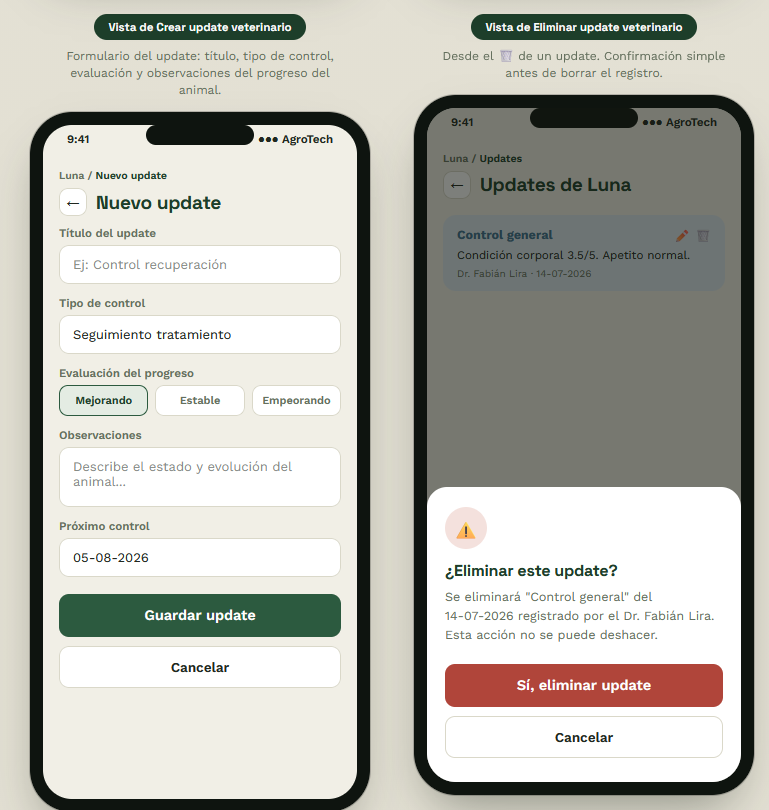 Vista de Crear update veterinario
Formulario del update: título, tipo de control,
evaluación y observaciones del progreso del
animal.
9:41
●●● AgroTech
Luna / Nuevo update
← Nuevo update
Título del update
Ej: Control recuperación
Tipo de control
Seguimiento tratamiento
Evaluación del progreso
Mejorando Estable Empeorando
Observaciones
Describe el estado y evolución del
animal...
Próximo control
05-08-2026
Guardar update
Cancelar
Vista de Eliminar update veterinario
Desde el 🗑️ de un update. Confirmación simple
antes de borrar el registro.
9:41
●●● AgroTech
Luna / Updates
← Updates de Luna
Control general
Condición corporal 3.5/5. Apetito normal.
Dr. Fabián Lira · 14-07-2026
¿Eliminar este update?
Se eliminará "Control general" del
14-07-2026 registrado por el Dr. Fabián Lira.
Esta acción no se puede deshacer.
Sí, eliminar update
Cancelar